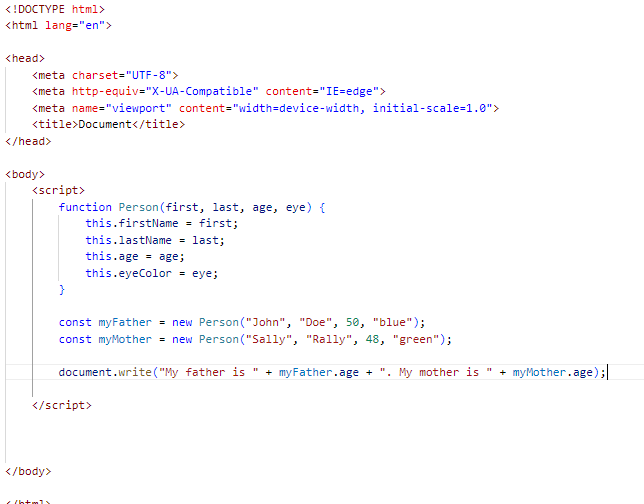 <!DOCTYPE html>
<html lang="en">
<head>
<meta charset="UTF-8">
<meta http-equiv="X-UA-Compatible" content="IE=edge">
<meta name="viewport" content="width=device-width, initial-scale=1.0">
<title>Document</title>
</head>
<body>
<script>
function Person(first, last, age, eye) {
this.firstName = first;
this.lastName = last;
this.age = age;
this.eyeColor = eye;
}
const myFather = new Person("John", "Doe", 50, "blue");
const myMother = new Person("Sally", "Rally", 48, "green");
document.write("My father is " + myFather.age + ". My mother is " + myMother.age);
</script>
</body>
</html>